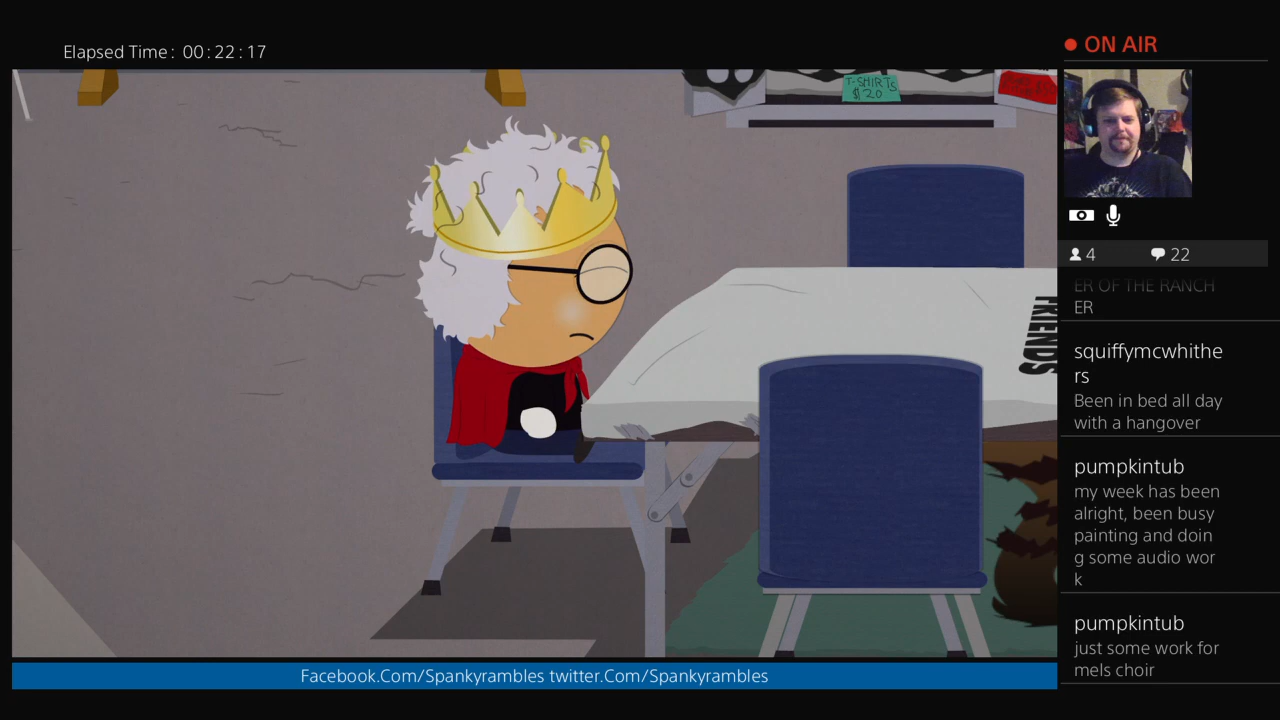 Elapsed Time: 00:22:17
ON AIR
T-SHIRTS
$20
4
22
ER OF THE RANCH
ER
squiffymcwhithe
rs
Been in bed all day
with a hangover
FRIENDS
pumpkintub
my week has been
alright, been busy
painting and doin
g some audio wor
k
pumpkintub
just some work for
mels choir
Facebook.Com/Spankyrambles twitter.Com/Spankyrambles